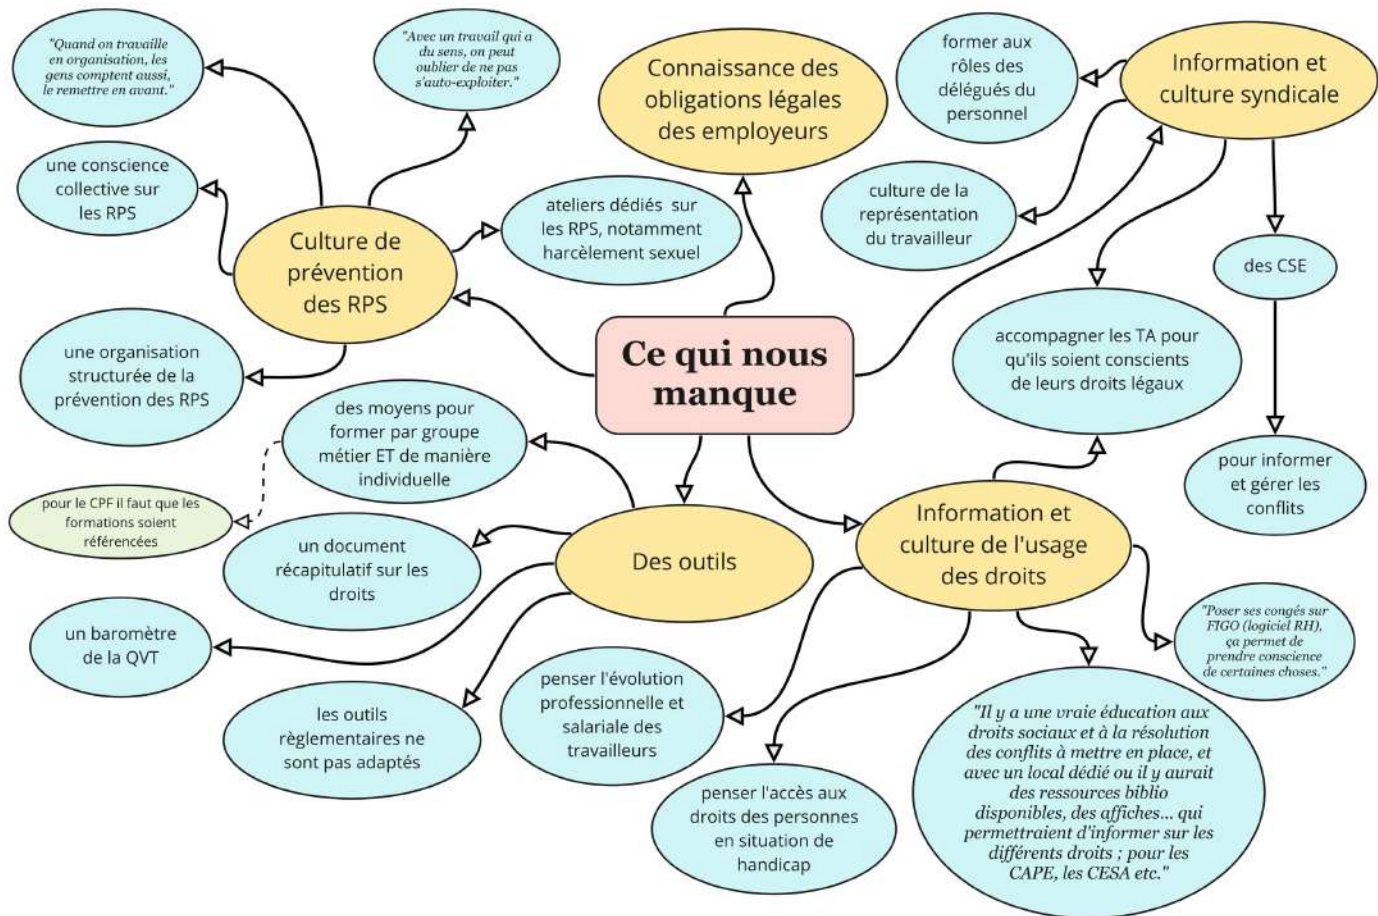 "Quand on travaille
en organisation, les
gens comptent aussi,
le remettre en avant."
"Avec un travail qui a
du sens, on peut
oublier de ne pas
s'auto-exploiter."
Connaissance des
obligations légales
des employeurs
former aux
rôles des
délégués du
personnel
Information et
culture syndicale
une conscience
collective sur
les RPS
Culture de
prévention
des RPS
ateliers dédiés sur
les RPS, notamment
harcèlement sexuel
culture de la
représentation
du travailleur
des CSE
une organisation
structurée de la
prévention des RPS
Ce qui nous
manque
accompagner les TA pour
qu'ils soient conscients
de leurs droits légaux
des moyens pour
former par groupe
métier ET de manière
individuelle
pour informer
et gérer les
conflits
pour le CPF il faut que les
formations soient
référencées
un document
récapitulatif sur les
droits
Des outils
Information et
culture de l'usage
des droits
un baromètre
de la QVT
les outils
règlementaires ne
sont pas adaptés
penser l'évolution
professionnelle et
salariale des
travailleurs
penser l'accès aux
droits des personnes
en situation de
handicap
"Poser ses congés sur
FIGO (logiciel RH),
ça permet de
prendre conscience
de certaines choses."
"Il y a une vraie éducation aux
droits sociaux et à la résolution
des conflits à mettre en place, et
avec un local dédié ou il y aurait
des ressources biblio
disponibles, des affiches... qui
permettraient d'informer sur les
différents droits ; pour les
CAPE, les CESA etc."